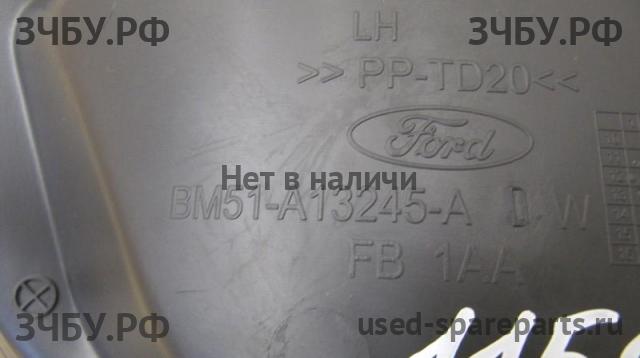 ЗЧБУ.РФ ЗЧБУ.РФ
LH
>> PP-TD20<<
Ford
Нет в наличи
BM51-A13245-A D W
FB 1AA
ЗЧБУ.РФ
used-spareparts.ru